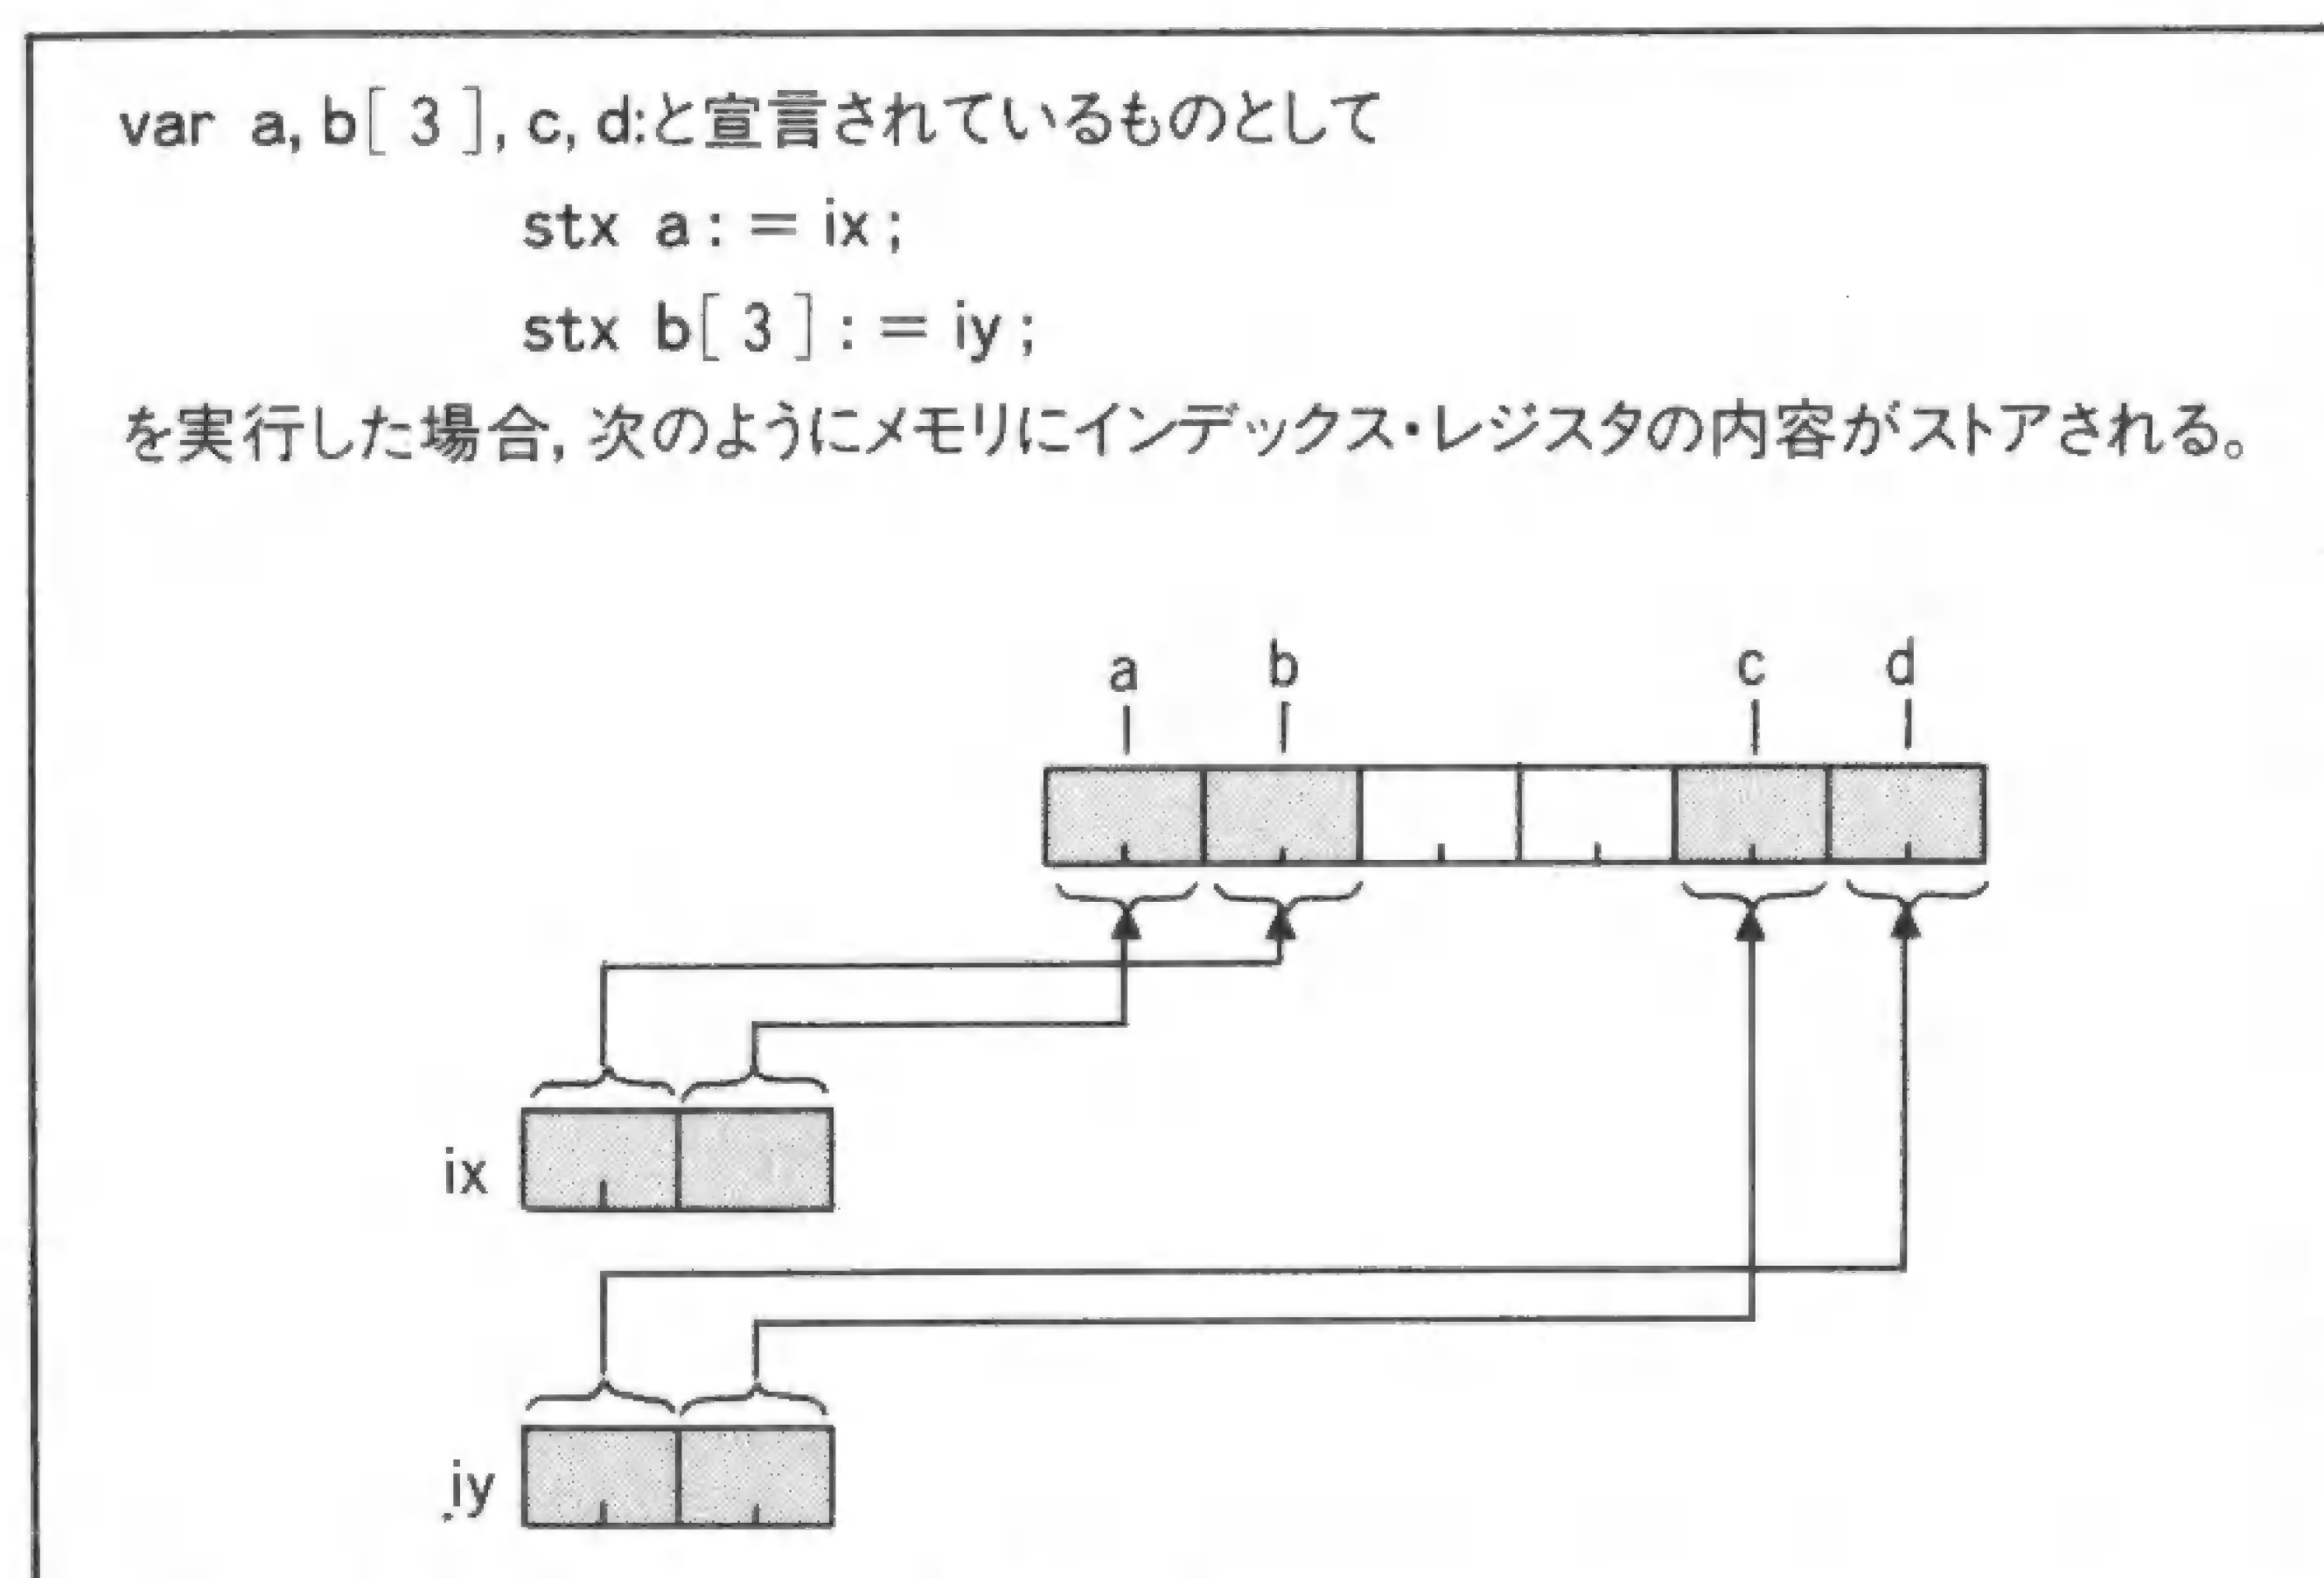 var a, b[ 3 ], c, d:と宣言されているものとして
stx a : = ix ;
stx b[ 3 ] : = iy ;
を実行した場合, 次のようにメモリにインデックス・レジスタの内容がストアされる。
a b c d
ix
iy